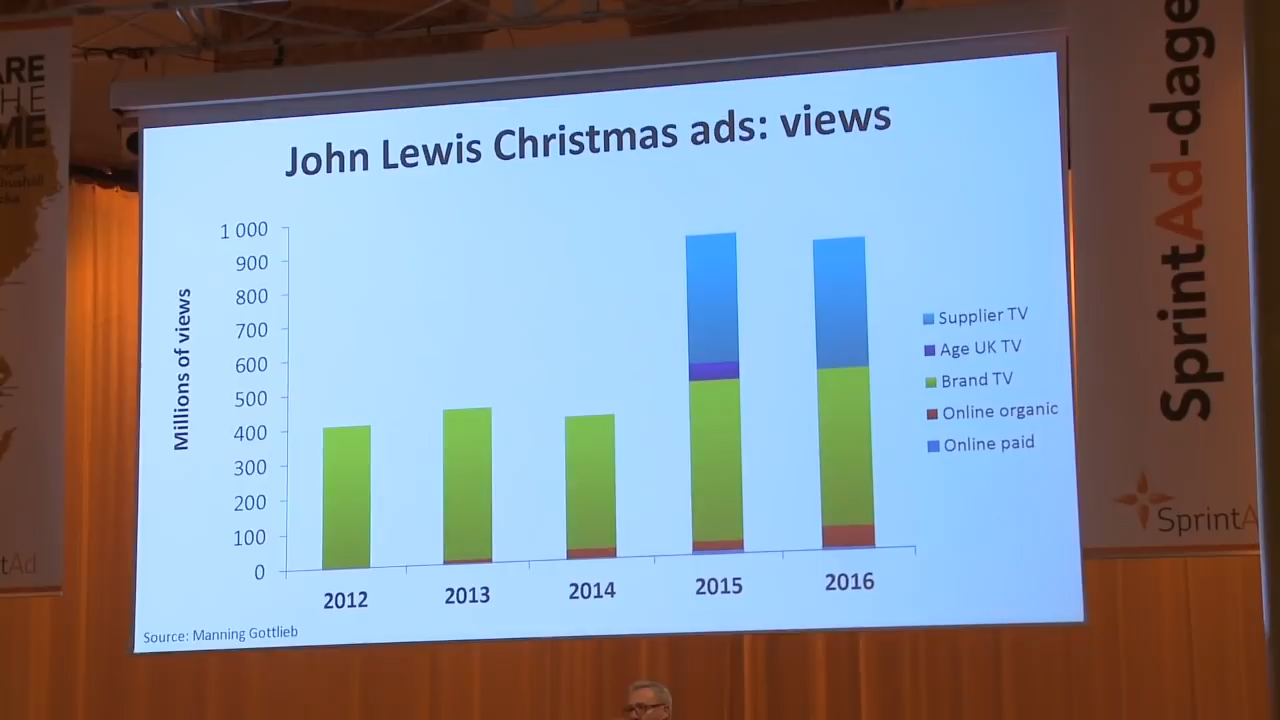 ARE
HE
ME
tAd
John Lewis Christmas ads: views
Millions of views
1 000
900
800
700
600
500
400
300
200
100
0
2012
2013
2014
2015
2016
Supplier TV
Age UK TV
Brand TV
Online organic
Online paid
Source: Manning Gottlieb
SprintAd-dage
SprintA